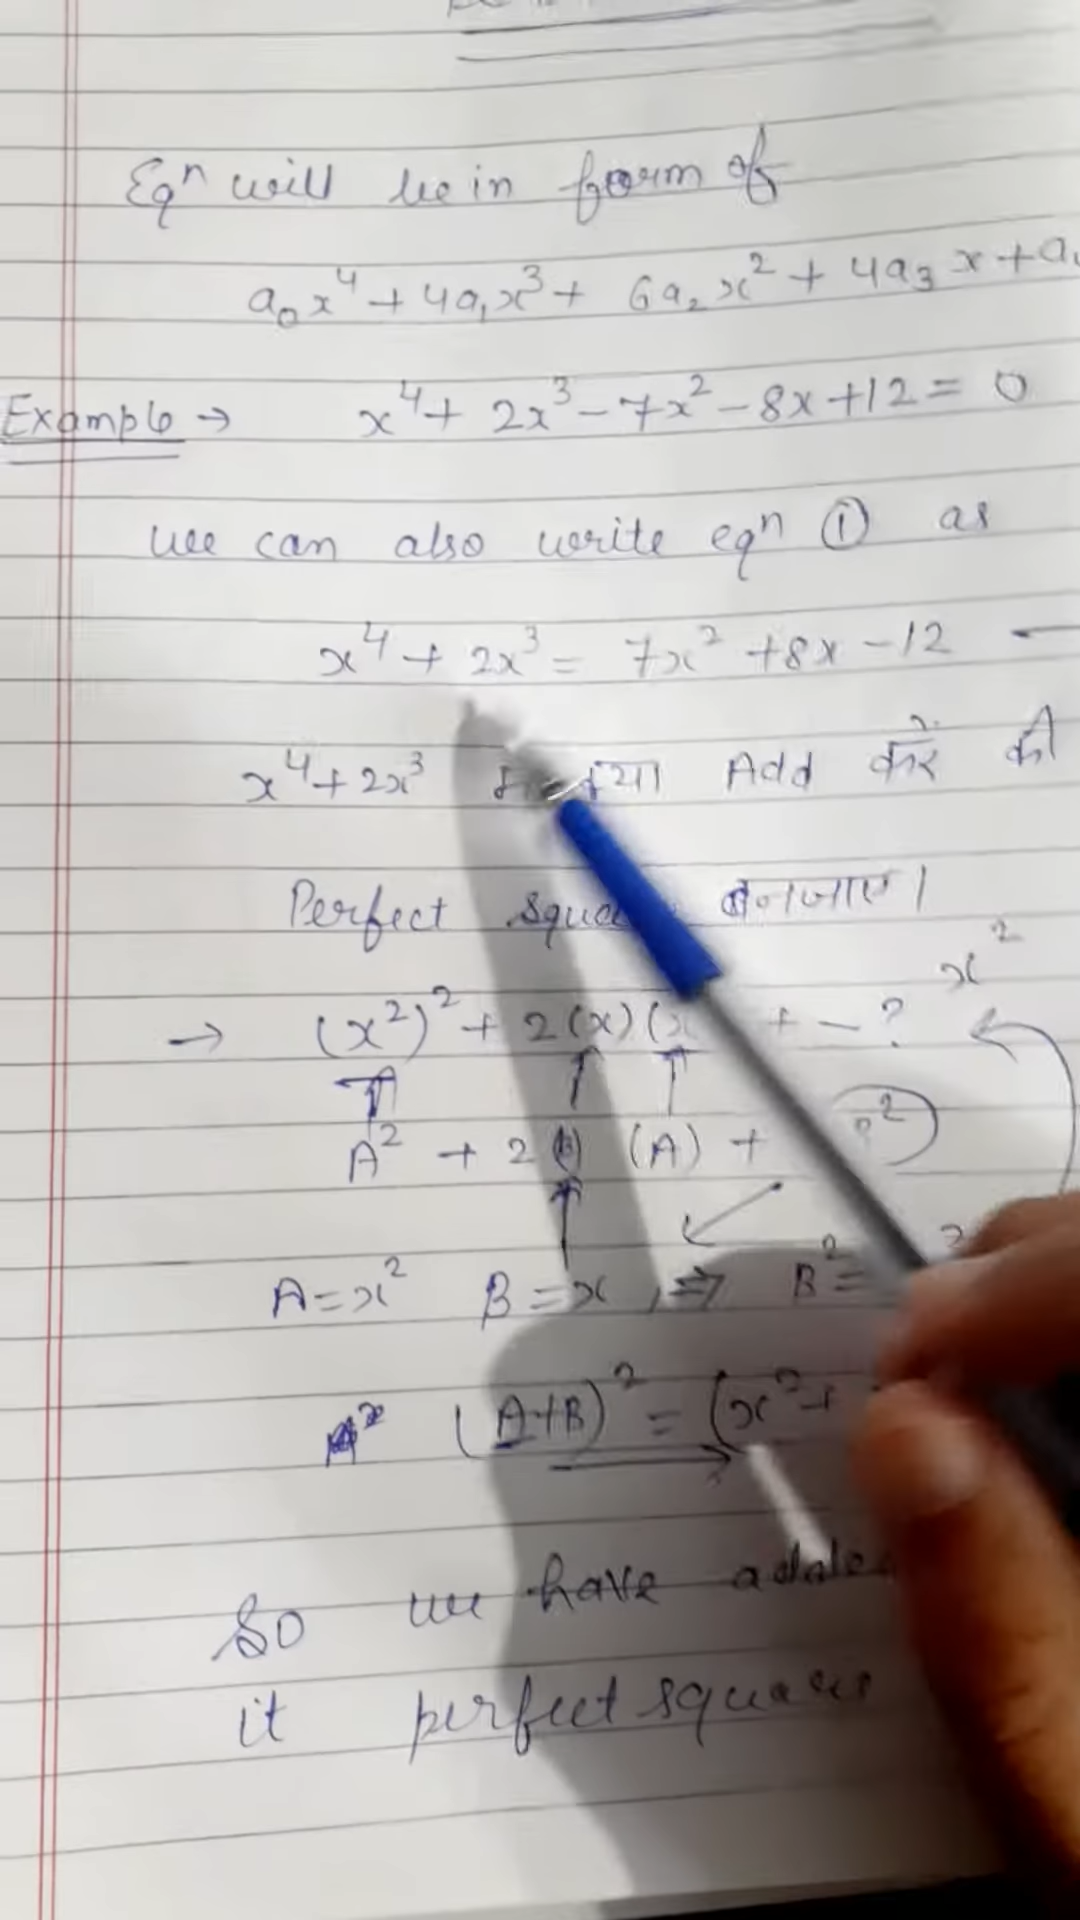 Eqⁿ will be in form of
a₀x⁴ + 4a₁x³ + 6a₂x² + 4a₃x + a
Example → x⁴ + 2x³ - 7x² - 8x + 12 = 0
we can also write eqⁿ ① as
x⁴ + 2x³ = 7x² + 8x - 12 —
x⁴ + 2x³ Add करें की
Perfect बनजाए।
x²
→ (x²)² + 2(x)( + - ?
A² + 2(B) (A) +
A = x² B = x, ⇒ B² =
(A+B)² = (x² +
So we have
it perfect square